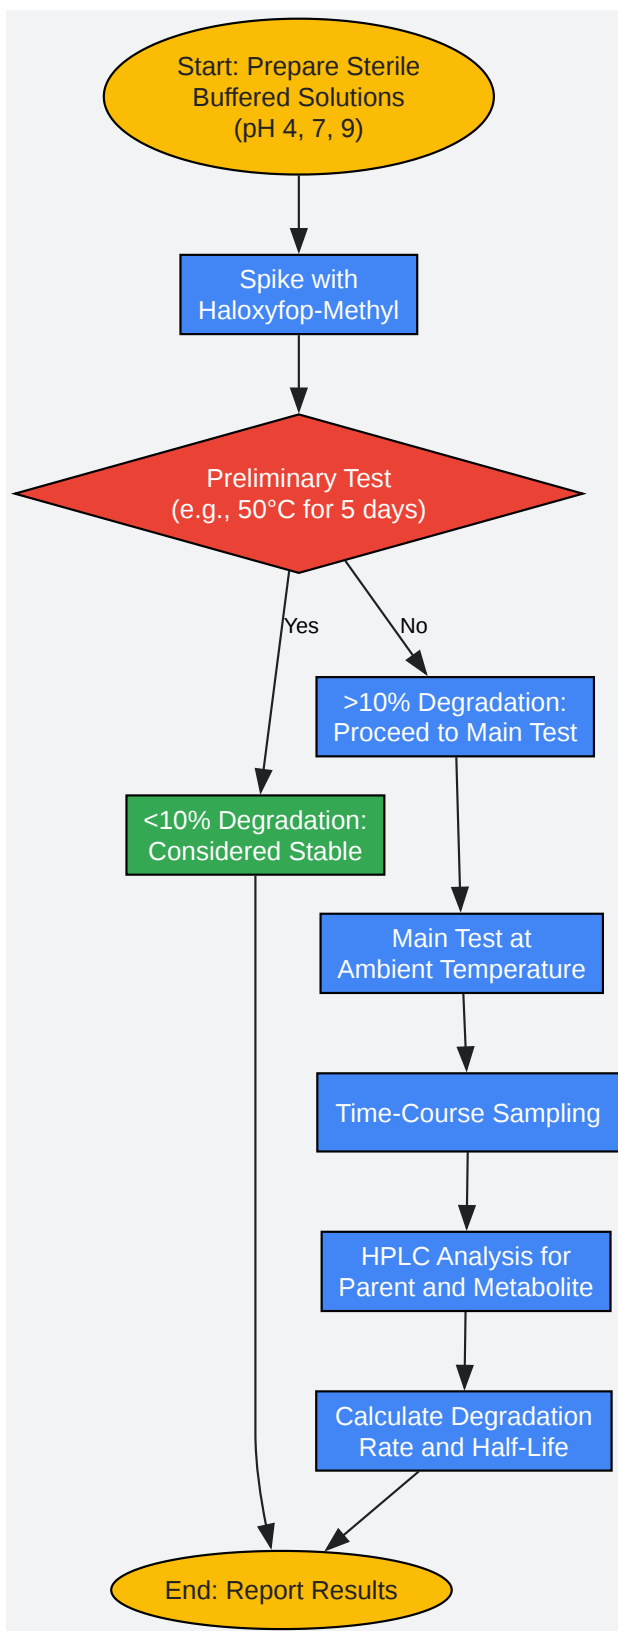 Start: Prepare Sterile
Buffered Solutions
(pH 4, 7, 9)
Spike with
Haloxyfop-Methyl
Preliminary Test
(e.g., 50°C for 5 days)
Yes
No
>10% Degradation:
Proceed to Main Test
<10% Degradation:
Considered Stable
Main Test at
Ambient Temperature
Time-Course Sampling
HPLC Analysis for
Parent and Metabolite
Calculate Degradation
Rate and Half-Life
End: Report Results